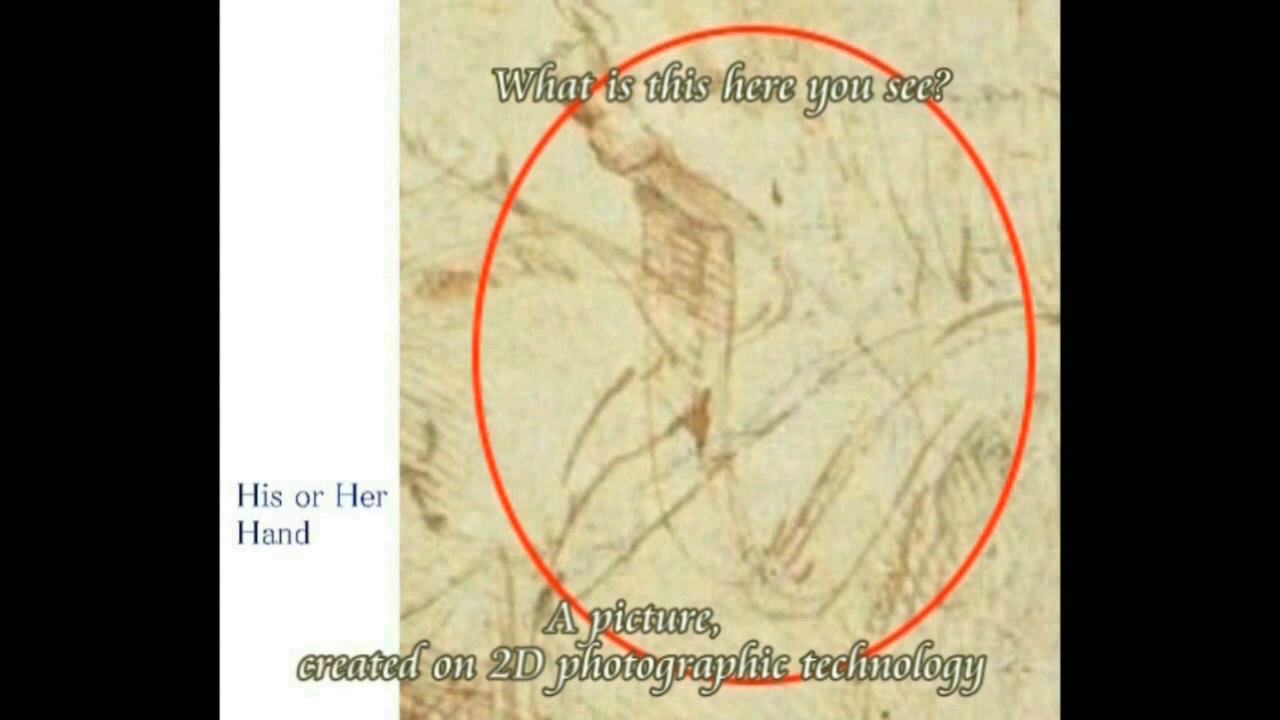 What is this here you see?
His or Her
Hand
A picture,
created on 2D photographic technology